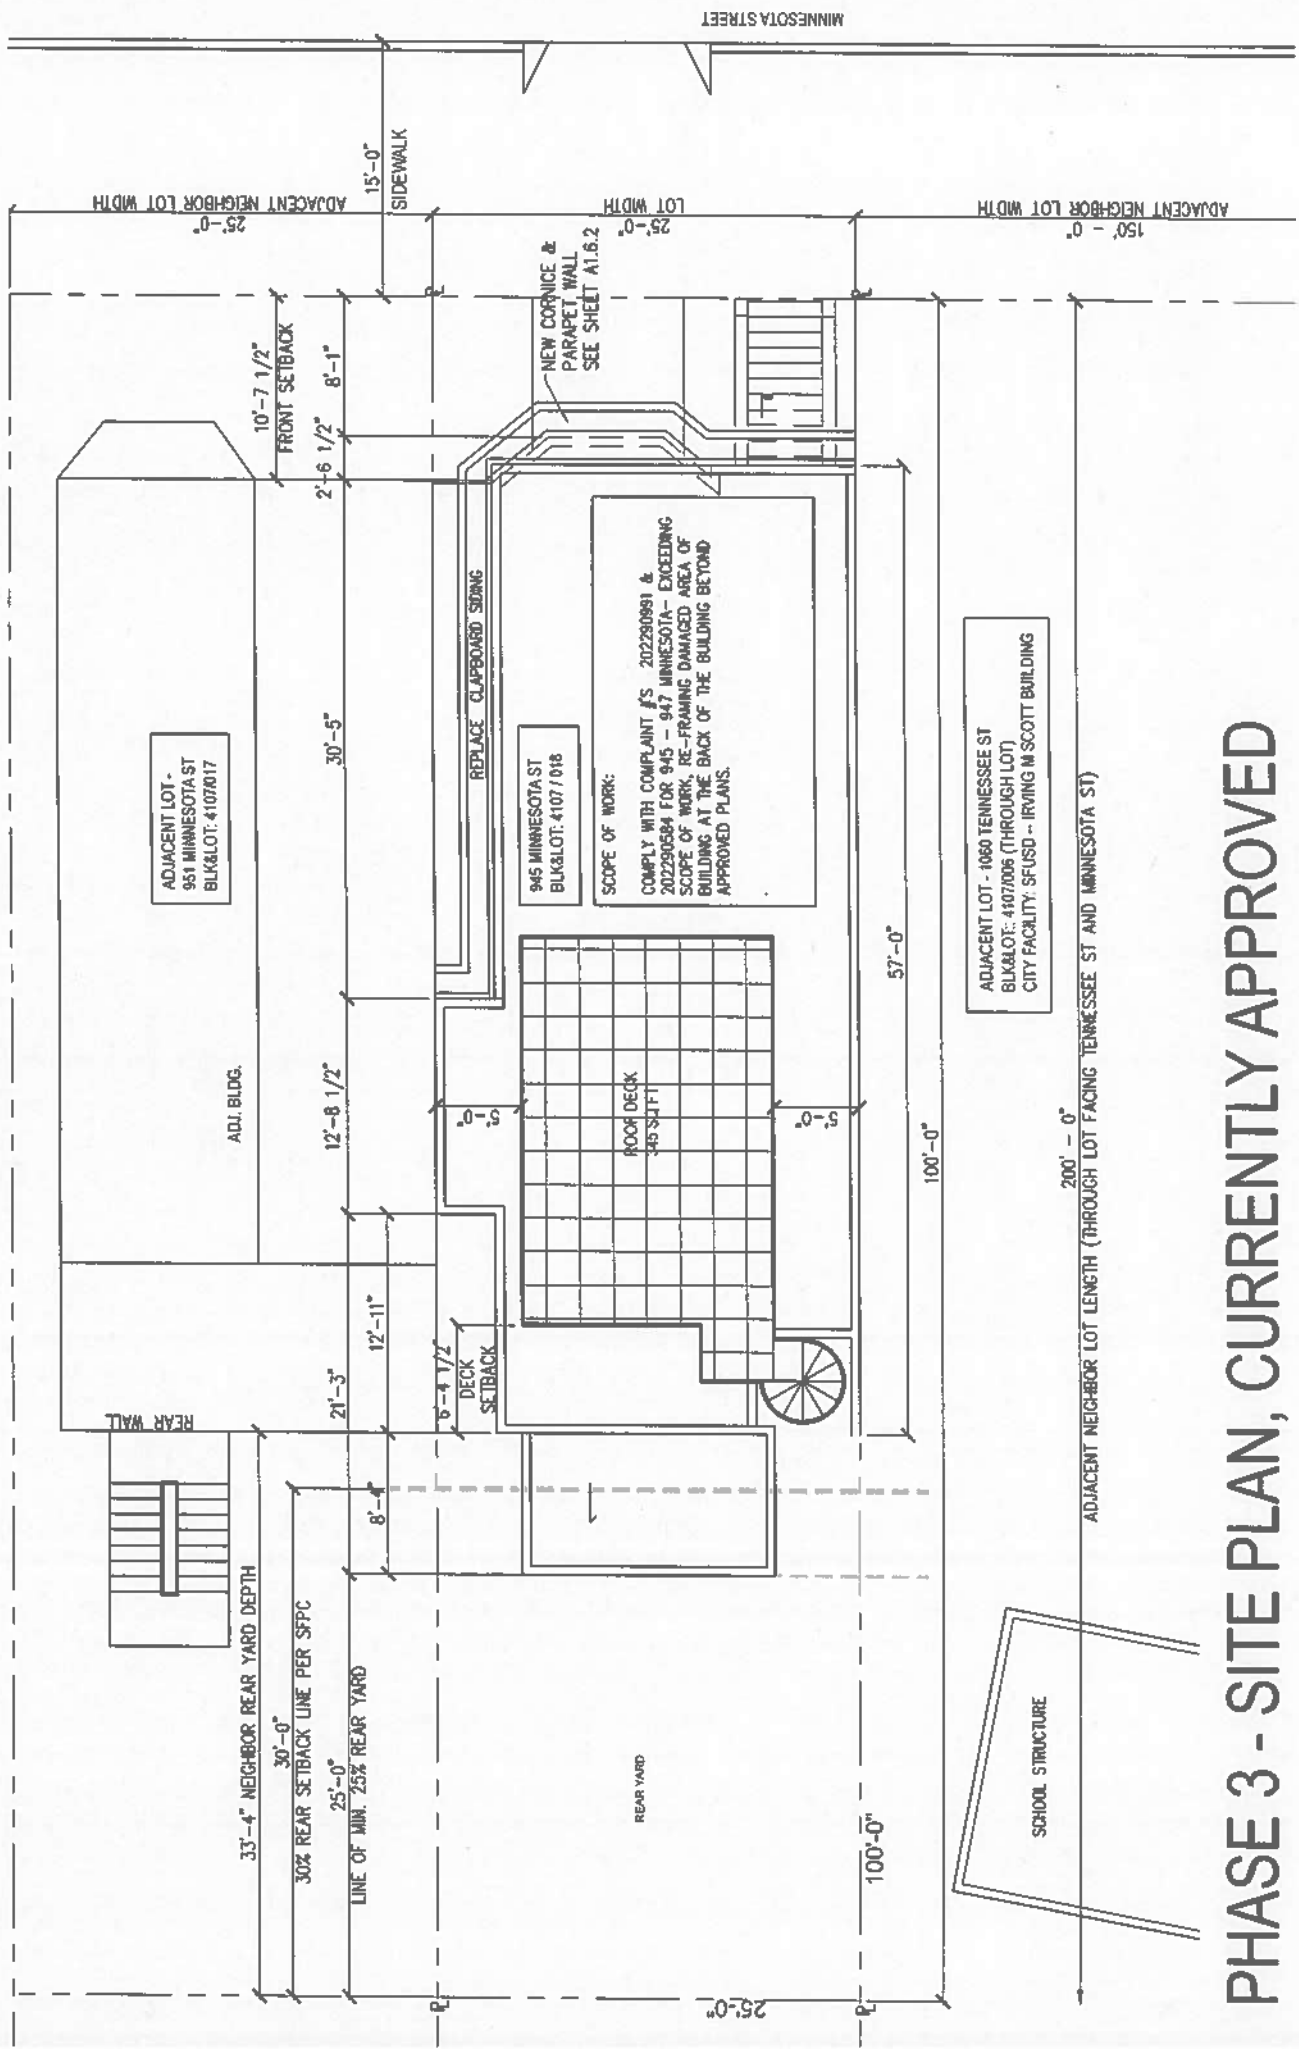 MINNESOTA STREET
15'-0"
SIDEWALK
ADJACENT NEIGHBOR LOT WIDTH
25'-0"
LOT WIDTH
25'-0"
ADJACENT NEIGHBOR LOT WIDTH
150' - 0"
10'-7 1/2"
FRONT SETBACK
8'-1"
2'-6 1/2"
NEW CORNICE &
PARAPET WALL
SEE SHEET A1.6.2
30'-5"
REPLACE CLAPBOARD SIDING
ADJACENT LOT -
951 MINNESOTA ST
BLK&LOT: 4107/017
ADJ. BLDG.
945 MINNESOTA ST
BLK&LOT: 4107 / 018
SCOPE OF WORK:
COMPLY WITH COMPLAINT #'S 202290991 &
202290584 FOR 945 - 947 MINNESOTA- EXCEEDING
SCOPE OF WORK, RE-FRAMING DAMAGED AREA OF
BUILDING AT THE BACK OF THE BUILDING BEYOND
APPROVED PLANS.
12'-8 1/2"
5'-0"
ROOF DECK
345 SQ FT
5'-0"
57'-0"
100'-0"
ADJACENT LOT - 1060 TENNESSEE ST
BLK&LOT: 4107/006 (THROUGH LOT)
CITY FACILITY: SFUSD -- IRVING M SCOTT BUILDING
200' - 0"
ADJACENT NEIGHBOR LOT LENGTH (THROUGH LOT FACING TENNESSEE ST AND MINNESOTA ST)
12'-11"
21'-3"
6'-4 1/2"
DECK
SETBACK
REAR WALL
8'-4"
33'-4" NEIGHBOR REAR YARD DEPTH
30'-0"
30% REAR SETBACK LINE PER SFPC
25'-0"
LINE OF MIN. 25% REAR YARD
REAR YARD
100'-0"
25'-0"
SCHOOL STRUCTURE
PHASE 3 - SITE PLAN, CURRENTLY APPROVED